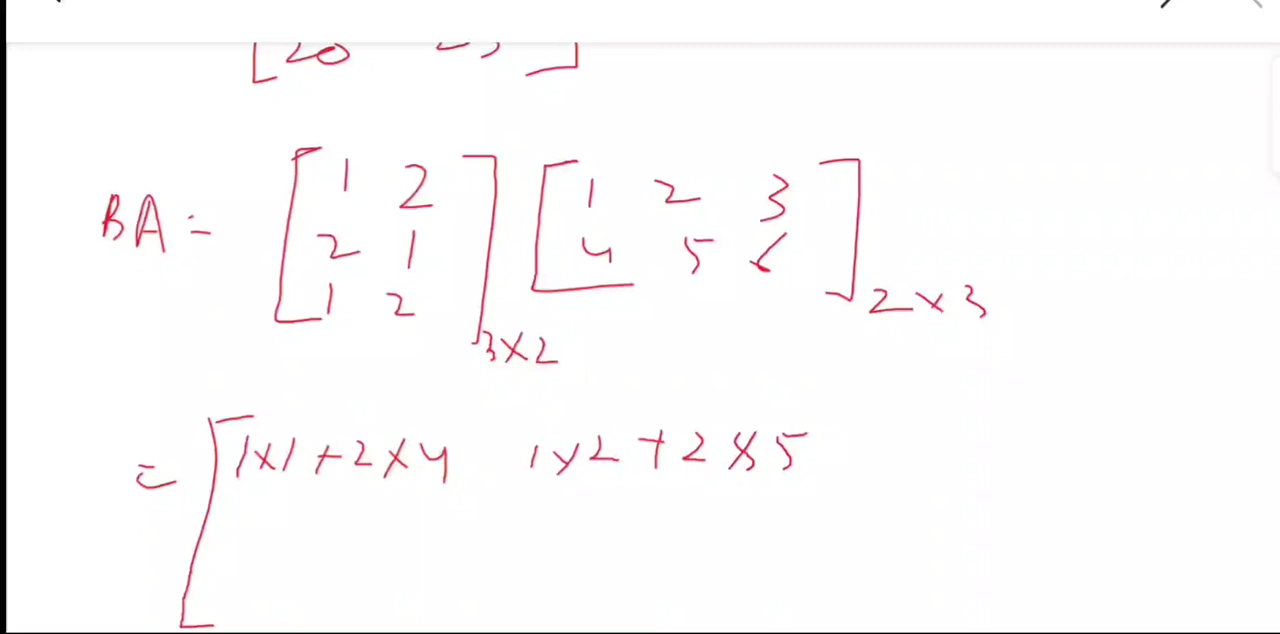 [20
BA = [1 2 [1 2 3
2 1 4 5 6
1 2]3×2 ]2×3
= [1×1+2×4 1×2+2×5